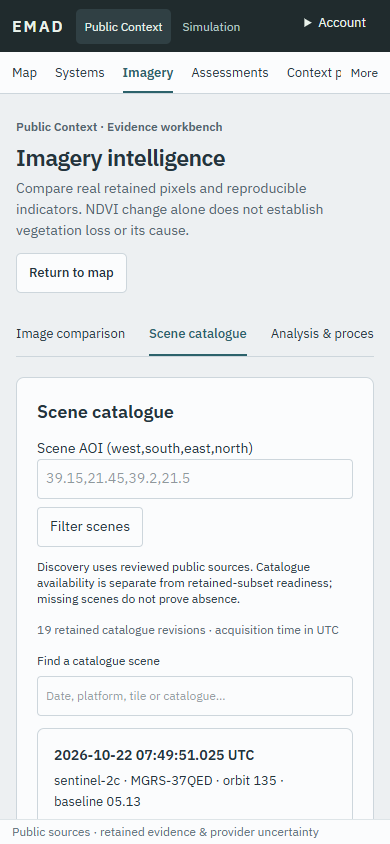 EMAD Public Context Simulation ▶ Account
Map Systems Imagery Assessments Context p More
Public Context · Evidence workbench
Imagery intelligence
Compare real retained pixels and reproducible
indicators. NDVI change alone does not establish
vegetation loss or its cause.
Return to map
Image comparison Scene catalogue Analysis & proces
Scene catalogue
Scene AOI (west,south,east,north)
39.15,21.45,39.2,21.5
Filter scenes
Discovery uses reviewed public sources. Catalogue
availability is separate from retained-subset readiness;
missing scenes do not prove absence.
19 retained catalogue revisions · acquisition time in UTC
Find a catalogue scene
Date, platform, tile or catalogue…
2026-10-22 07:49:51.025 UTC
sentinel-2c · MGRS-37QED · orbit 135 ·
baseline 05.13
Public sources · retained evidence & provider uncertainty